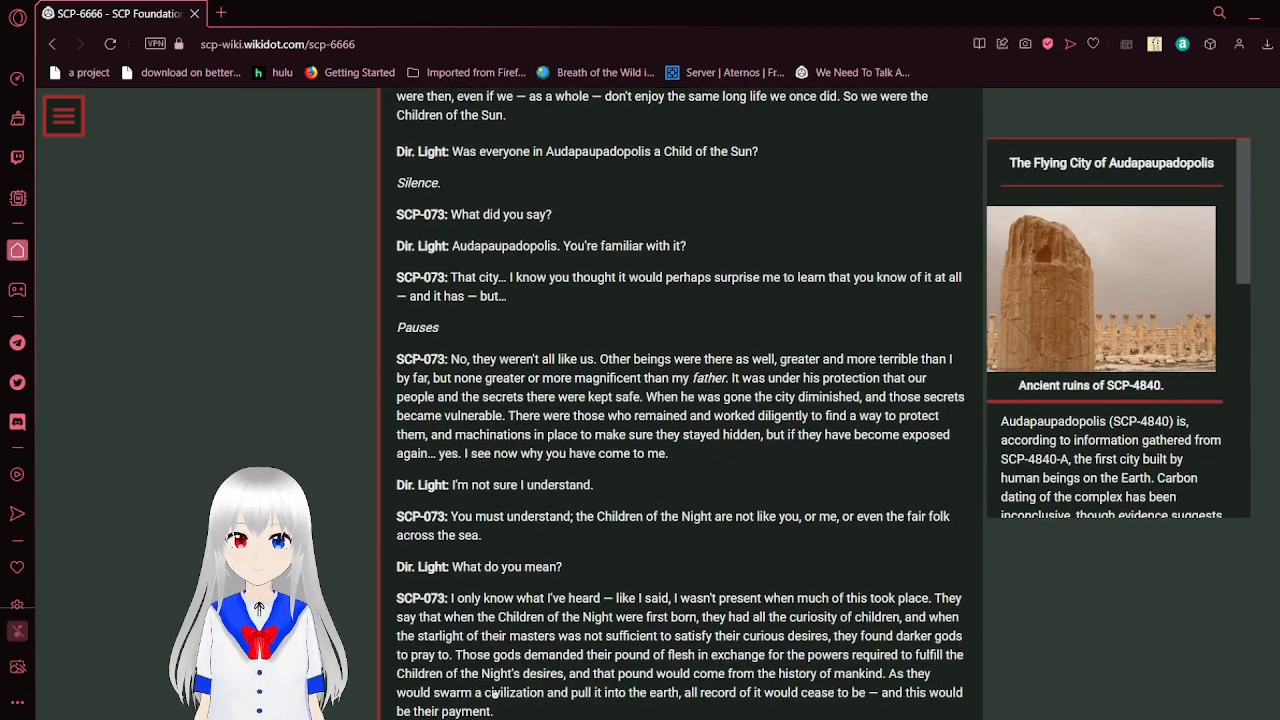 SCP-6666 - SCP Foundatio
scp-wiki.wikidot.com/scp-6666
VPN
a project
download on better...
hulu
Getting Started
Imported from Firef...
Breath of the Wild i...
Server | Aternos | Fr...
We Need To Talk A...
were then, even if we — as a whole — don't enjoy the same long life we once did. So we were the
Children of the Sun.
Dir. Light: Was everyone in Audapaupadopolis a Child of the Sun?
Silence.
SCP-073: What did you say?
Dir. Light: Audapaupadopolis. You're familiar with it?
SCP-073: That city... I know you thought it would perhaps surprise me to learn that you know of it at all
— and it has — but...
Pauses
SCP-073: No, they weren't all like us. Other beings were there as well, greater and more terrible than I
by far, but none greater or more magnificent than my father. It was under his protection that our
people and the secrets there were kept safe. When he was gone the city diminished, and those secrets
became vulnerable. There were those who remained and worked diligently to find a way to protect
them, and machinations in place to make sure they stayed hidden, but if they have become exposed
again... yes. I see now why you have come to me.
Dir. Light: I'm not sure I understand.
SCP-073: You must understand; the Children of the Night are not like you, or me, or even the fair folk
across the sea.
Dir. Light: What do you mean?
SCP-073: I only know what I've heard — like I said, I wasn't present when much of this took place. They
say that when the Children of the Night were first born, they had all the curiosity of children, and when
the starlight of their masters was not sufficient to satisfy their curious desires, they found darker gods
to pray to. Those gods demanded their pound of flesh in exchange for the powers required to fulfill the
Children of the Night's desires, and that pound would come from the history of mankind. As they
would swarm a civilization and pull it into the earth, all record of it would cease to be — and this would
be their payment.
The Flying City of Audapaupadopolis
Ancient ruins of SCP-4840.
Audapaupadopolis (SCP-4840) is,
according to information gathered from
SCP-4840-A, the first city built by
human beings on the Earth. Carbon
dating of the complex has been
inconclusive, though evidence suggests